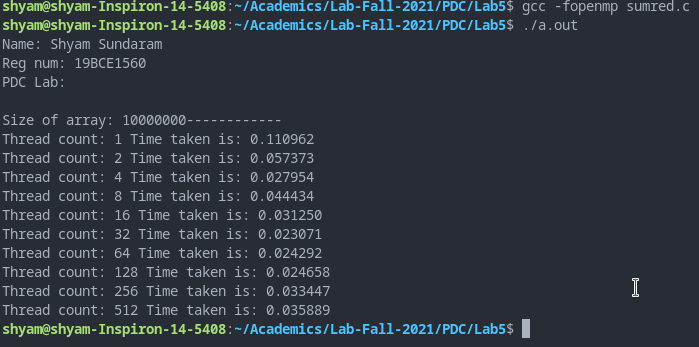 shyam@shyam-Inspiron-14-5408:~/Academics/Lab-Fall-2021/PDC/Lab5$ gcc -fopenmp sumred.c
shyam@shyam-Inspiron-14-5408:~/Academics/Lab-Fall-2021/PDC/Lab5$ ./a.out
Name: Shyam Sundaram
Reg num: 19BCE1560
PDC Lab:
Size of array: 10000000------------
Thread count: 1 Time taken is: 0.110962
Thread count: 2 Time taken is: 0.057373
Thread count: 4 Time taken is: 0.027954
Thread count: 8 Time taken is: 0.044434
Thread count: 16 Time taken is: 0.031250
Thread count: 32 Time taken is: 0.023071
Thread count: 64 Time taken is: 0.024292
Thread count: 128 Time taken is: 0.024658
Thread count: 256 Time taken is: 0.033447
Thread count: 512 Time taken is: 0.035889
shyam@shyam-Inspiron-14-5408:~/Academics/Lab-Fall-2021/PDC/Lab5$